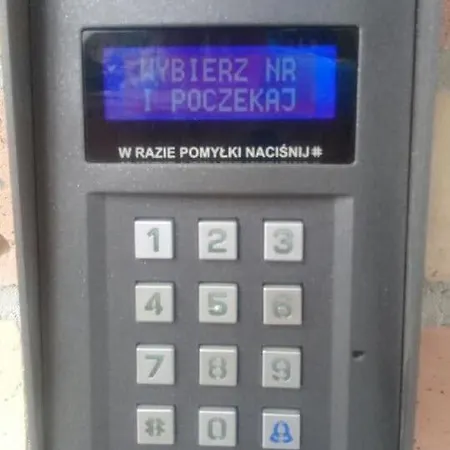 WYBIERZ NR
I POCZEKAJ
W RAZIE POMYŁKI NACIŚNIJ#
1 2 3
4 5 6
7 8 9
# 0